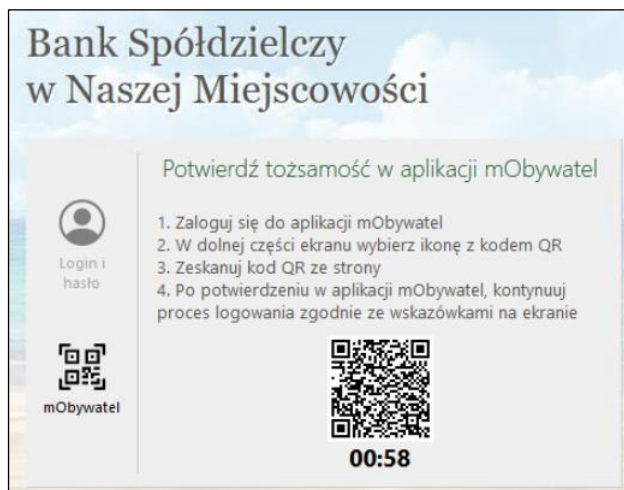 Bank Spółdzielczy
w Naszej Miejscowości
Potwierdź tożsamość w aplikacji mObywatel
Login i
hasło
mObywatel
1. Zaloguj się do aplikacji mObywatel
2. W dolnej części ekranu wybierz ikonę z kodem QR
3. Zeskanuj kod QR ze strony
4. Po potwierdzeniu w aplikacji mObywatel, kontynuuj
proces logowania zgodnie ze wskazówkami na ekranie
00:58